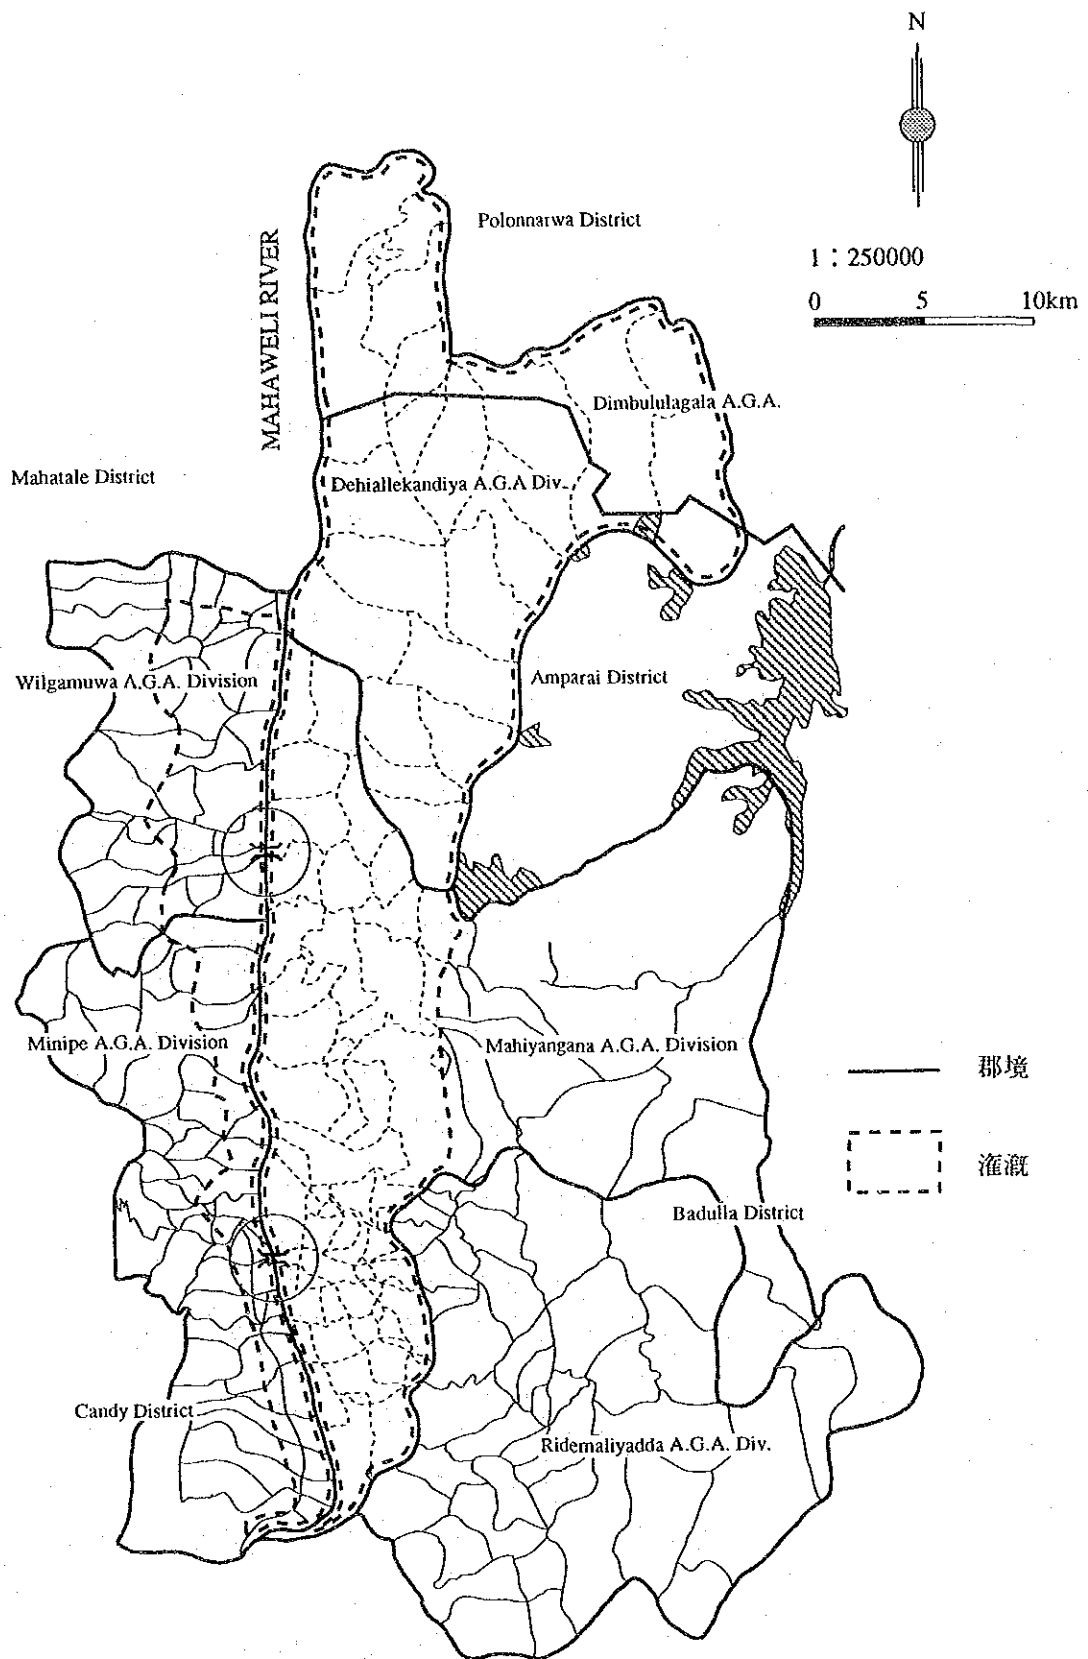 N
Polonnarwa District
1：250000
0 5 10km
MAHAWELI RIVER
Dimbululagala A.G.A.
Mahatale District
Dehiallekandiya A.G.A Div.
Wilgamuwa A.G.A. Division
Amparai District
Minipe A.G.A. Division
Mahiyangana A.G.A. Division
郡境
灌漑
Badulla District
Candy District
Ridemaliyadda A.G.A. Div.